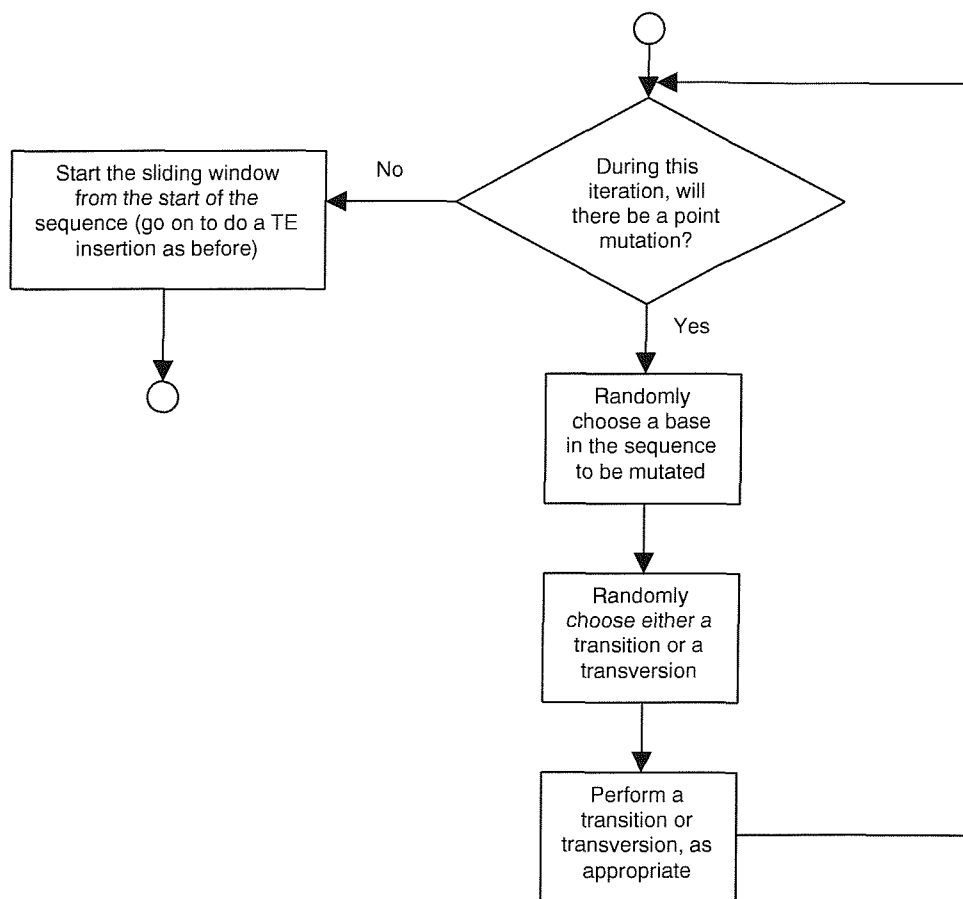 During this
iteration, will
there be a point
mutation?
No
Start the sliding window
from the start of the
sequence (go on to do a TE
insertion as before)
Yes
Randomly
choose a base
in the sequence
to be mutated
Randomly
choose either a
transition or a
transversion
Perform a
transition or
transversion, as
appropriate